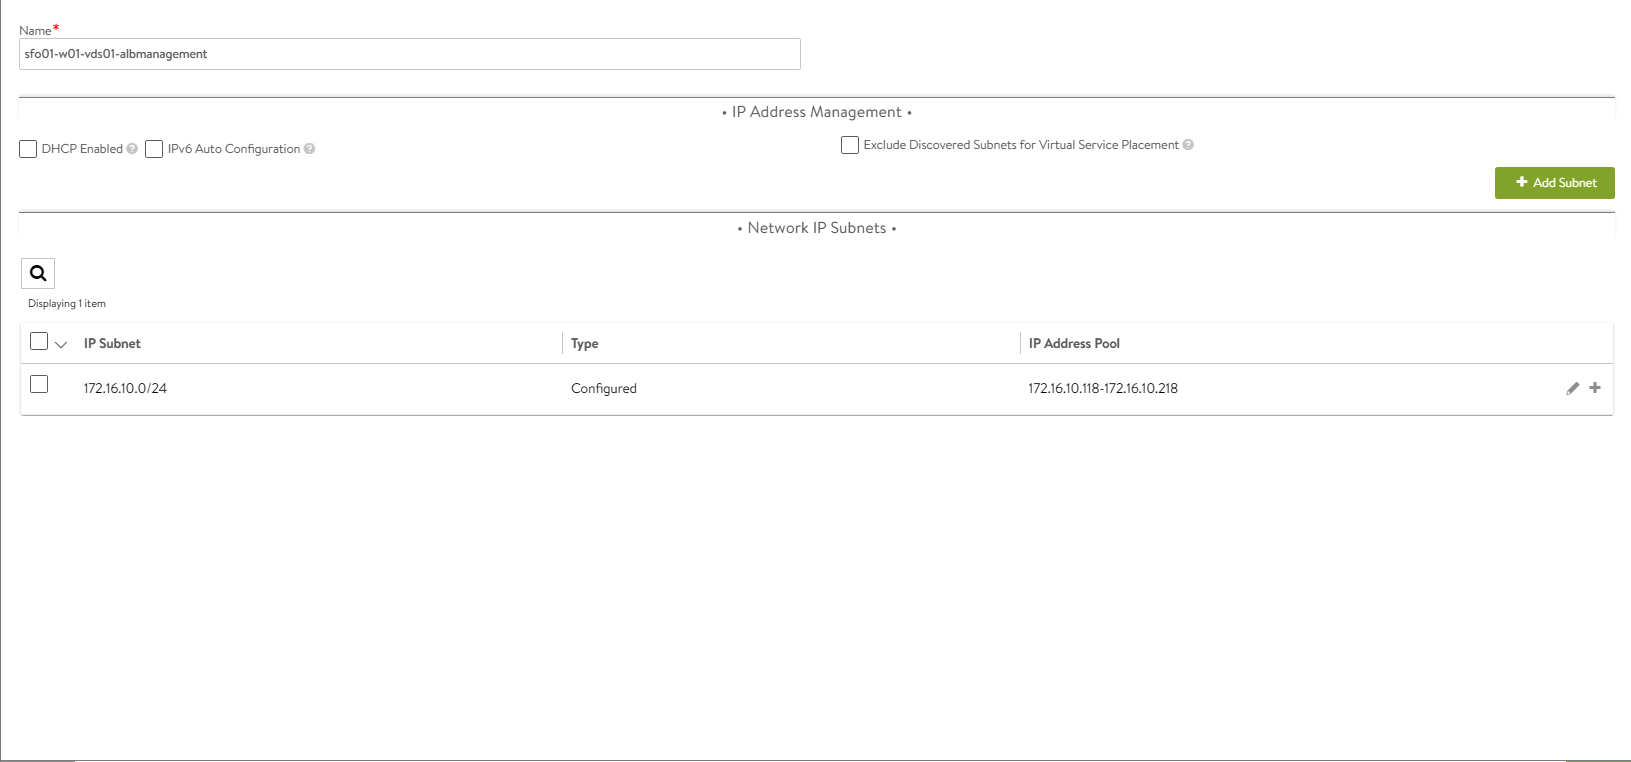 Name*
sfo01-w01-vds01-albmanagement
• IP Address Management •
DHCP Enabled ? IPv6 Auto Configuration ? Exclude Discovered Subnets for Virtual Service Placement ?
+ Add Subnet
• Network IP Subnets •
Displaying 1 item
IP Subnet Type IP Address Pool
172.16.10.0/24 Configured 172.16.10.118-172.16.10.218